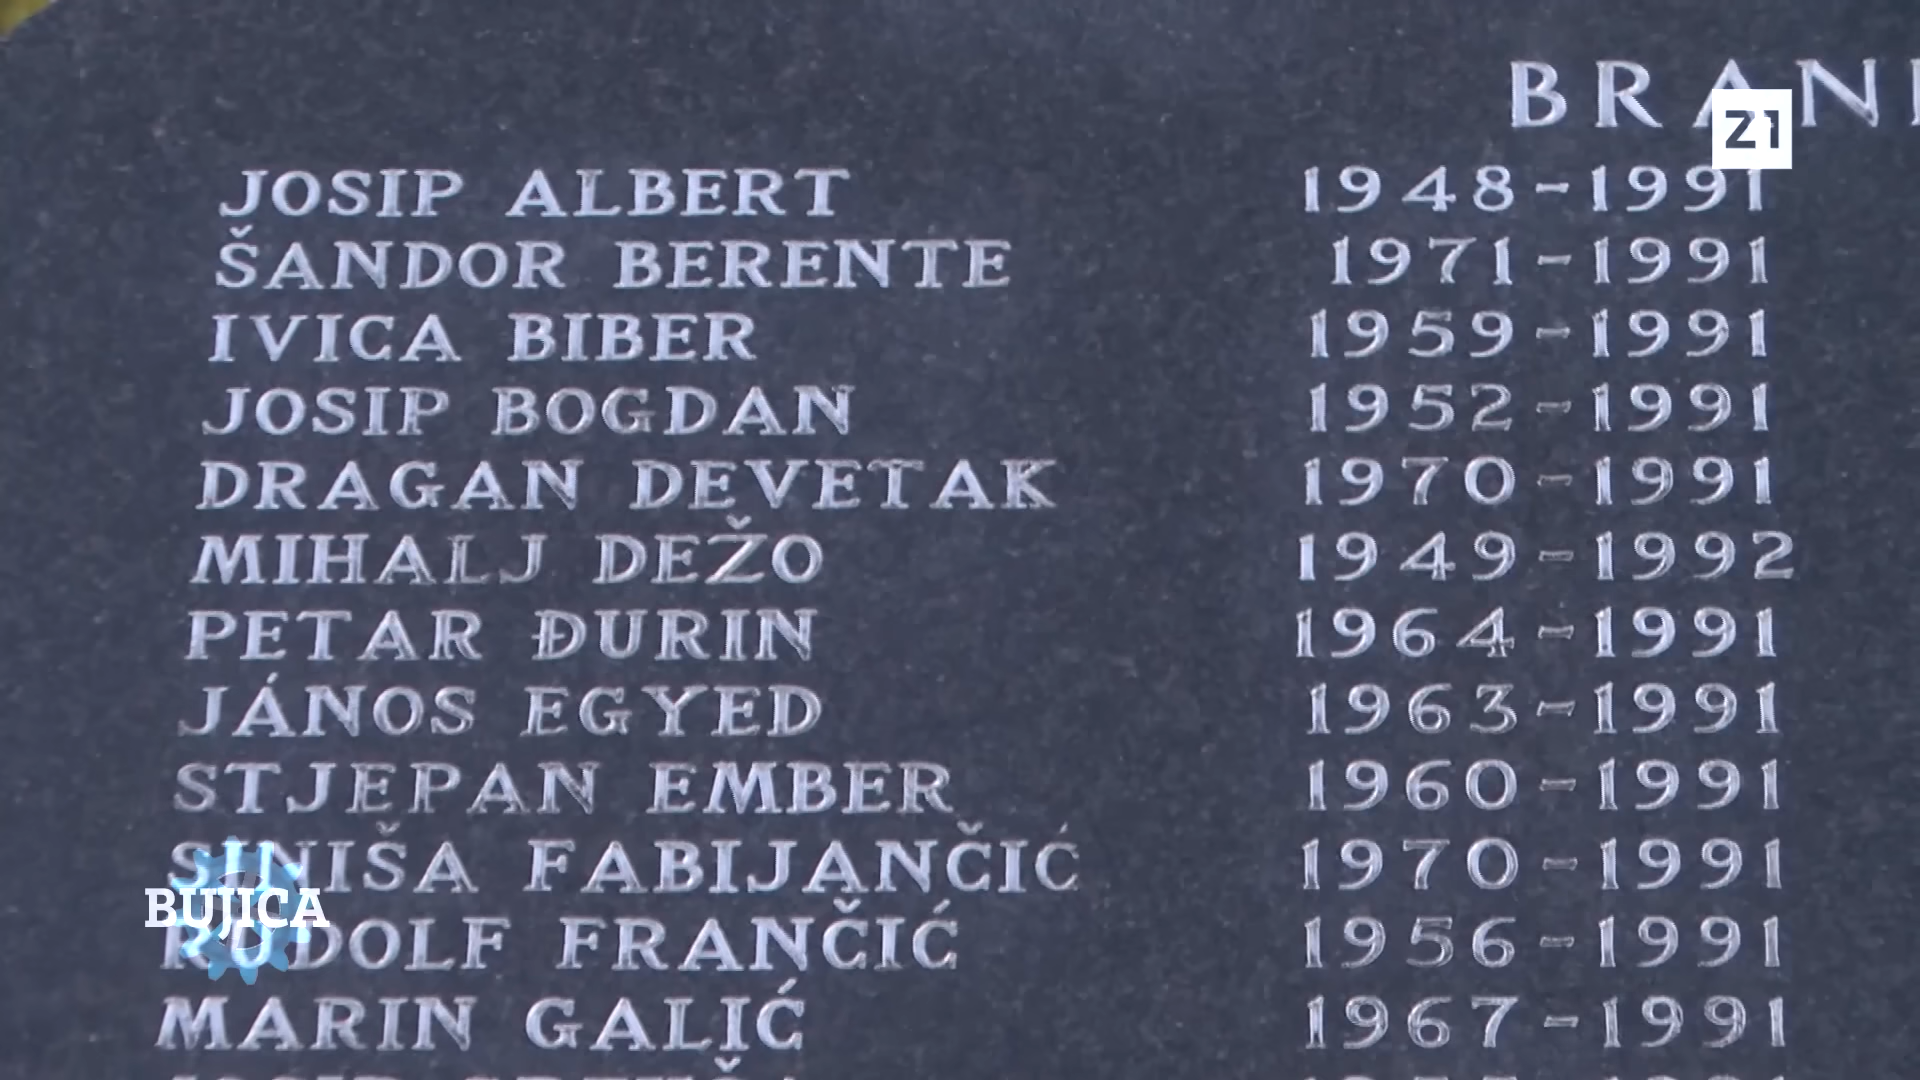 BRAN
Z1
JOSIP ALBERT 1948-1991
ŠANDOR BERENTE 1971-1991
IVICA BIBER 1959-1991
JOSIP BOGDAN 1952-1991
DRAGAN DEVETAK 1970-1991
MIHALJ DEŽO 1949-1992
PETAR ĐURIN 1964-1991
JÁNOS EGYED 1963-1991
STJEPAN EMBER 1960-1991
SINIŠA FABIJANČIĆ 1970-1991
BUJICA
RUDOLF FRANČIĆ 1956-1991
MARIN GALIĆ 1967-1991